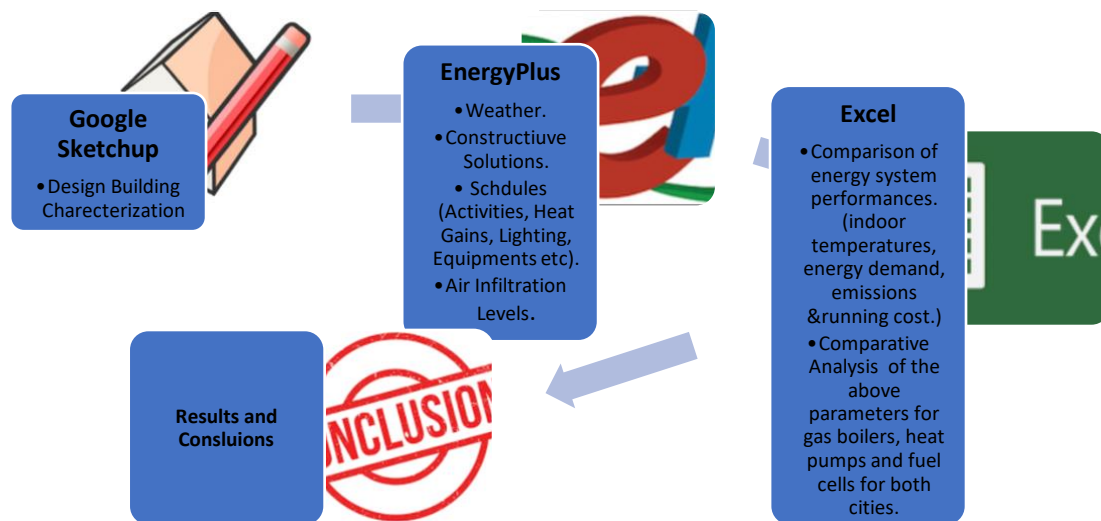 Google
Sketchup
•Design Building
Charecterization
EnergyPlus
•Weather.
•Constructiuve
Solutions.
• Schdules
(Activities, Heat
Gains, Lighting,
Equipments etc).
•Air Infiltration
Levels.
Excel
•Comparison of
energy system
performances.
(indoor
temperatures,
energy demand,
emissions
&running cost.)
•Comparative
Analysis of the
above
parameters for
gas boilers, heat
pumps and fuel
cells for both
cities.
Exc
Results and
Consluions
NCLUSION